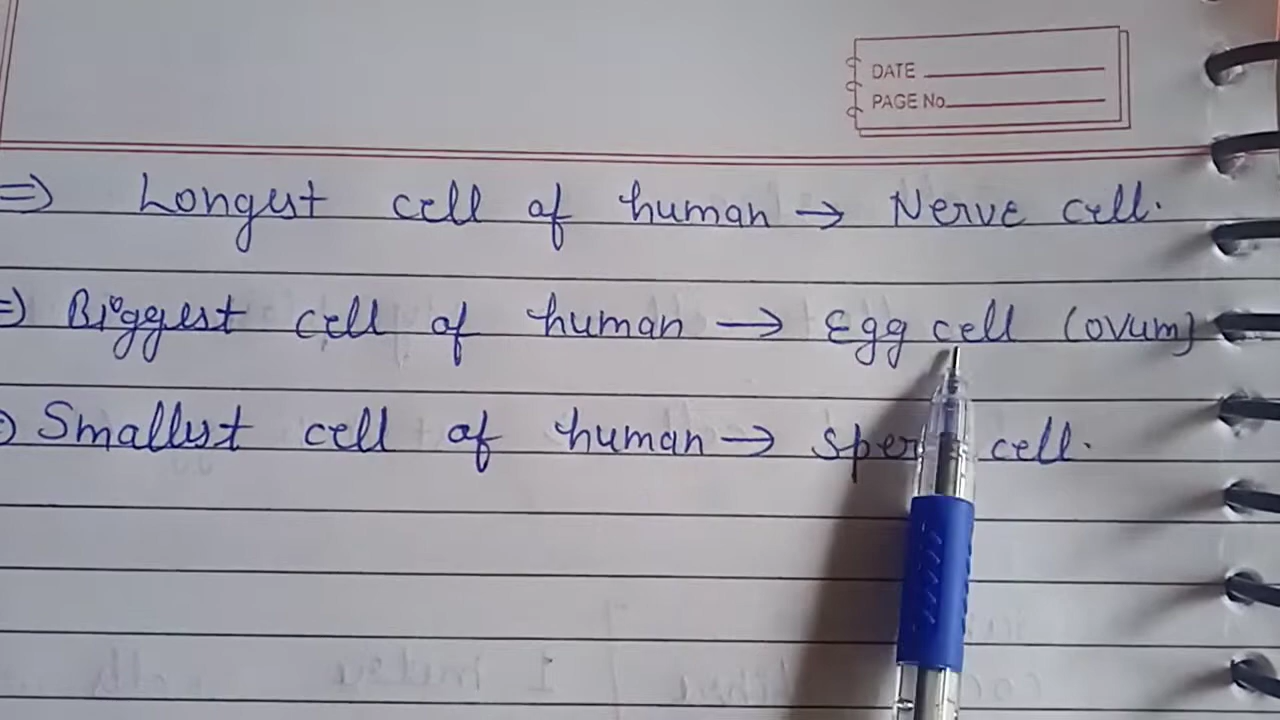 DATE
PAGE No.
⇒ Longest cell of human → Nerve cell.
⇒ Biggest cell of human → Egg cell (ovum)
⇒ Smallest cell of human → sperm cell.